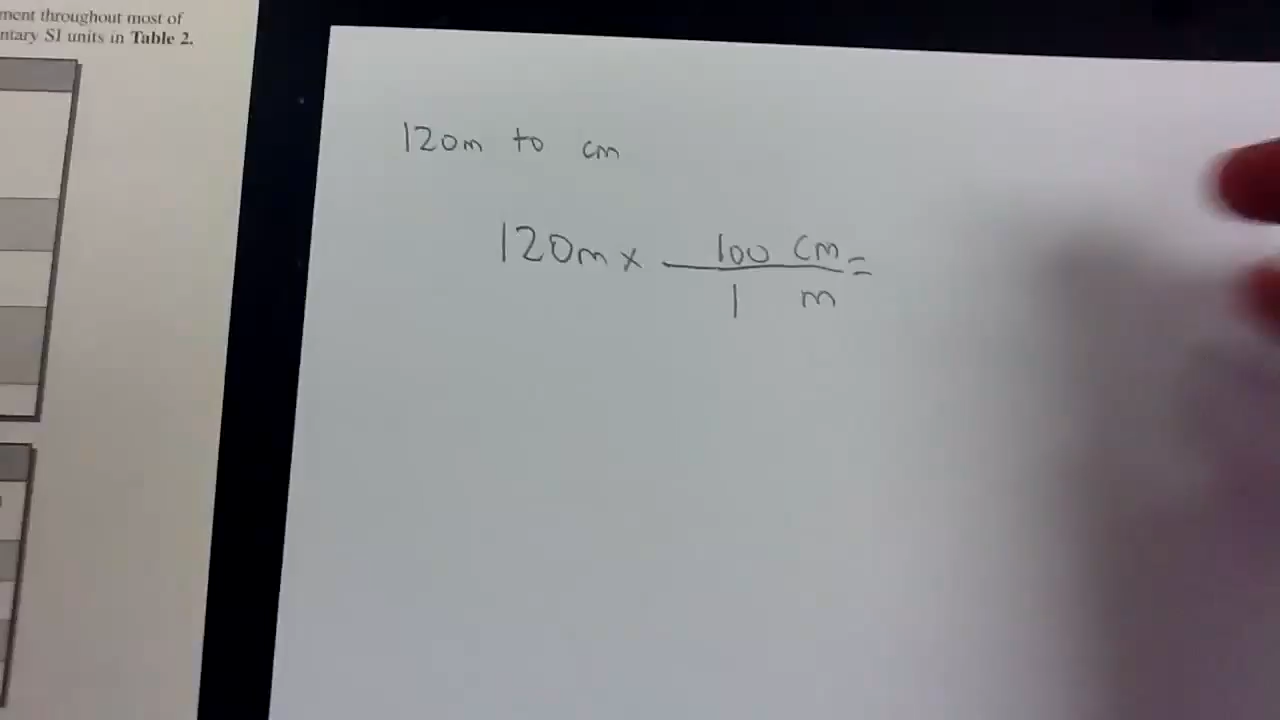 ment throughout most of
ntary SI units in Table 2.
120m to cm
120m x 100 cm =
1 m